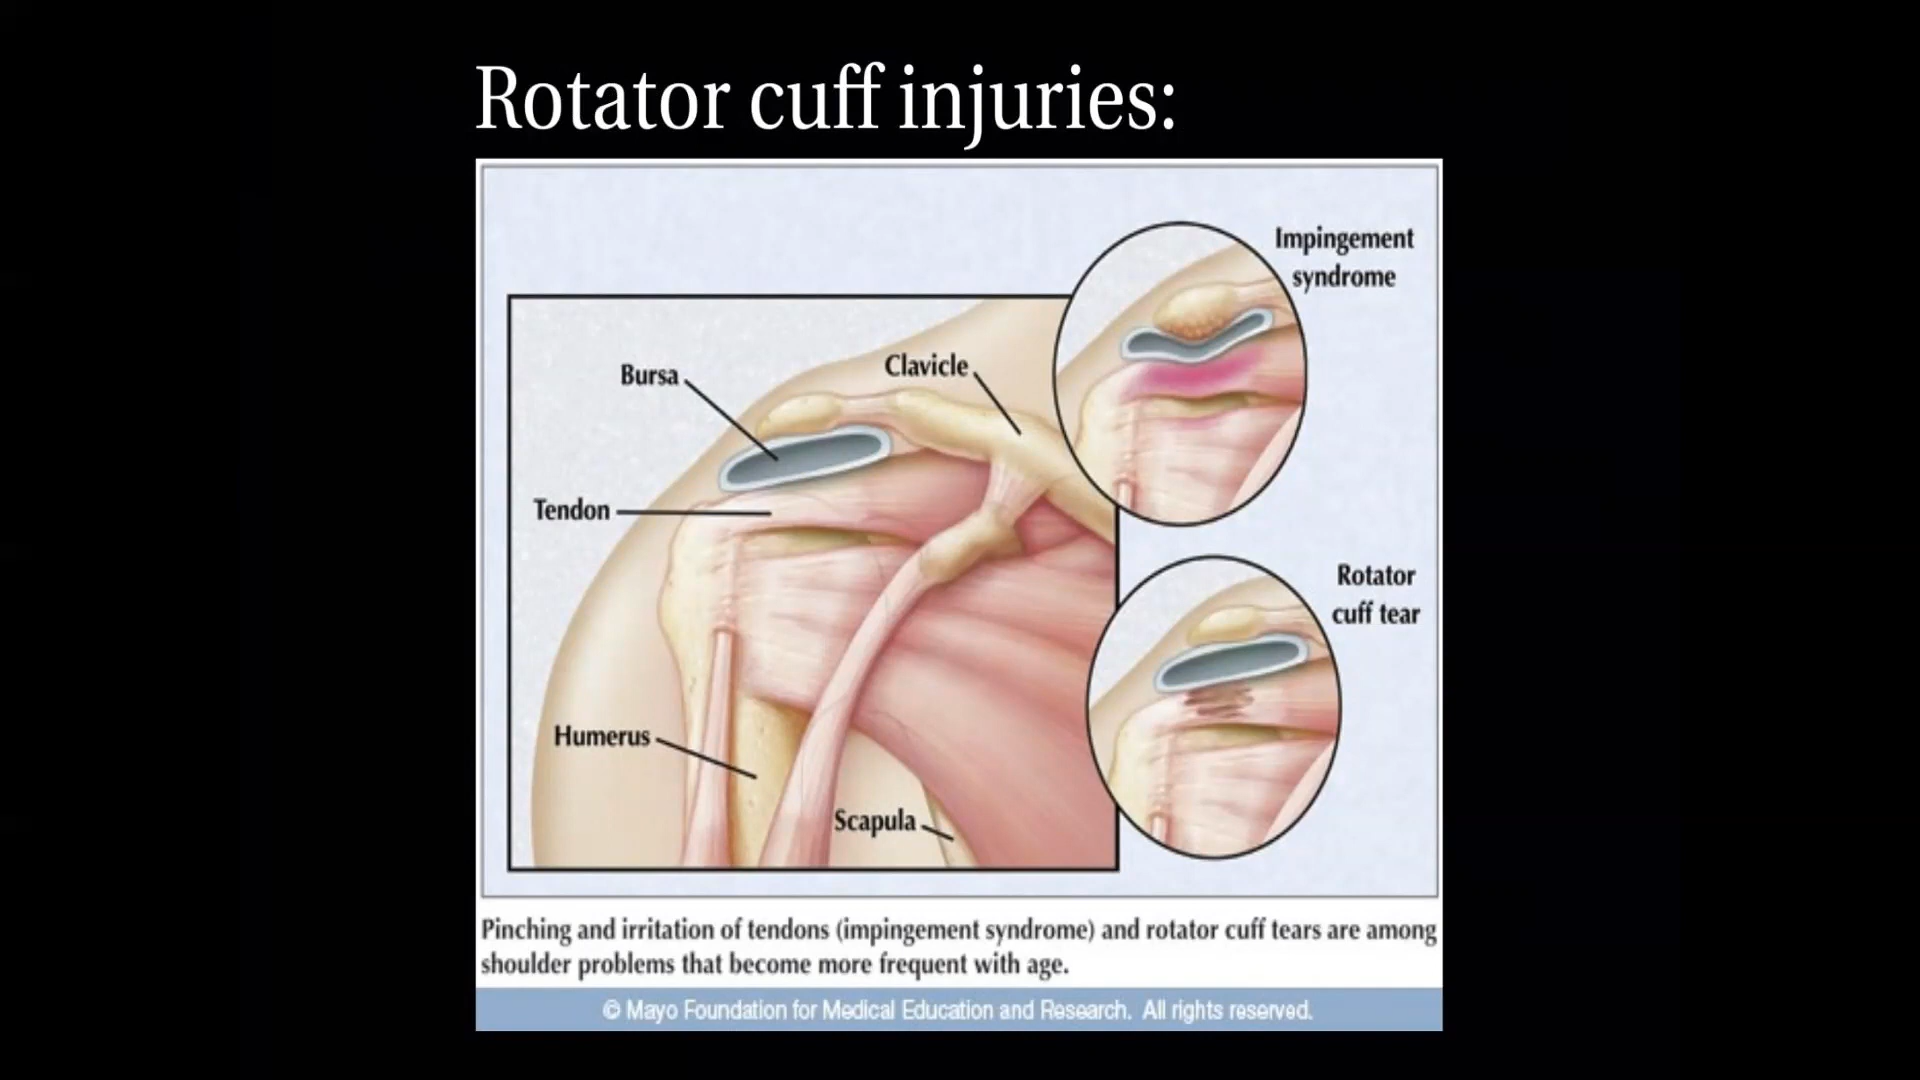 Rotator cuff injuries:
Impingement
syndrome
Bursa
Clavicle
Tendon
Rotator
cuff tear
Humerus
Scapula
Pinching and irritation of tendons (impingement syndrome) and rotator cuff tears are among
shoulder problems that become more frequent with age.
© Mayo Foundation for Medical Education and Research. All rights reserved.